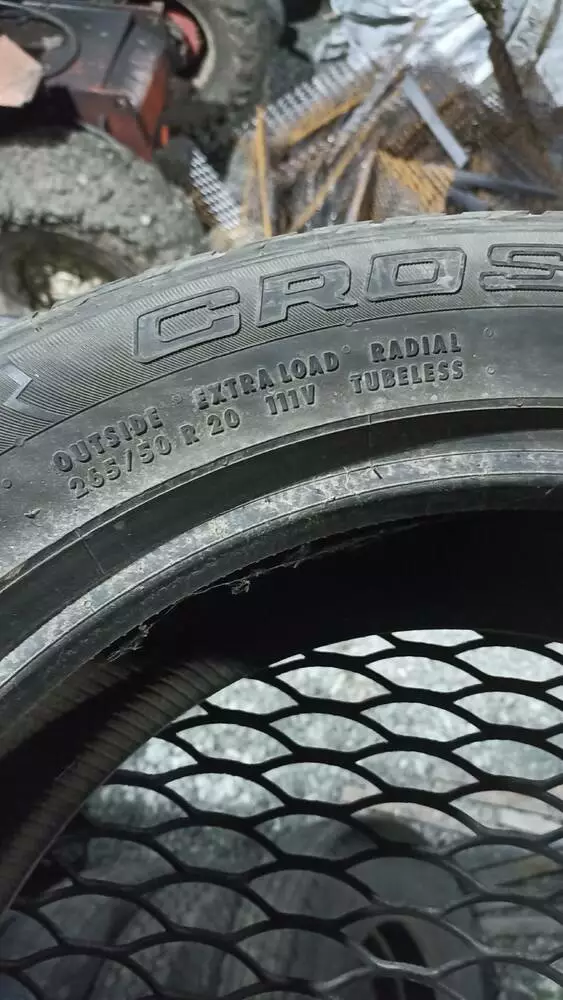 CROS
OUTSIDE EXTRA LOAD RADIAL
265/50 R 20 111V TUBELESS